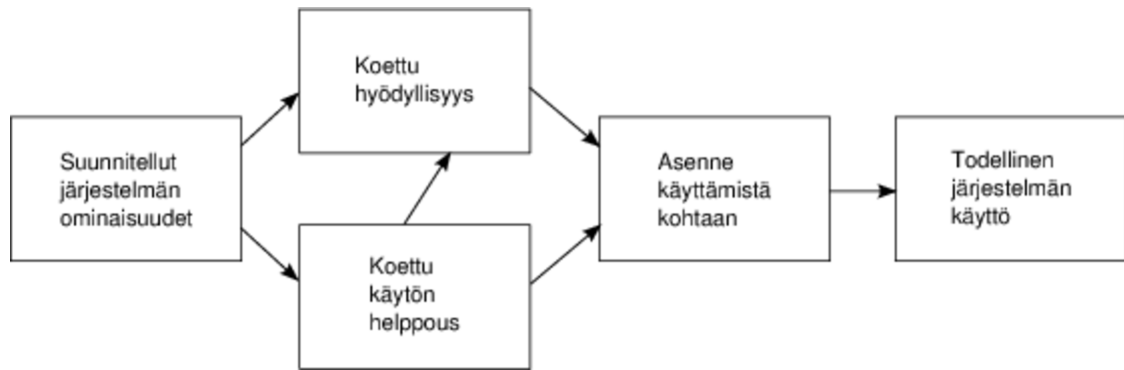 Suunnitellut
järjestelmän
ominaisuudet
Koettu
hyödyllisyys
Koettu
käytön
helppous
Asenne
käyttämistä
kohtaan
Todellinen
järjestelmän
käyttö